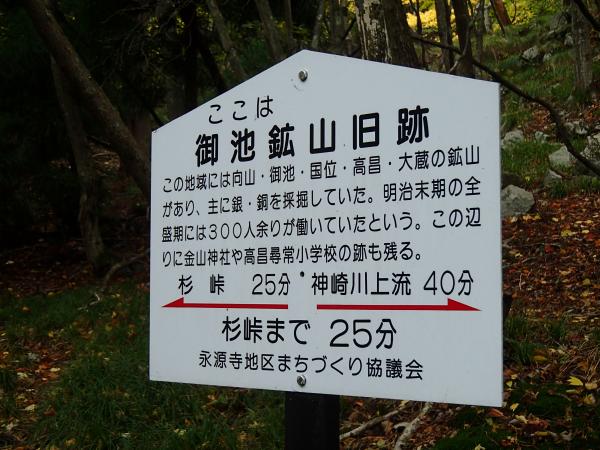 ここは
御池鉱山旧跡
この地域には向山・御池・国位・高昌・大蔵の鉱山
があり、主に銀・銅を採掘していた。明治末期の全
盛期には300人余りが働いていたという。この辺
りに金山神社や高昌尋常小学校の跡も残る。
杉峠 25分 神崎川上流 40分
杉峠まで 25分
永源寺地区まちづくり協議会